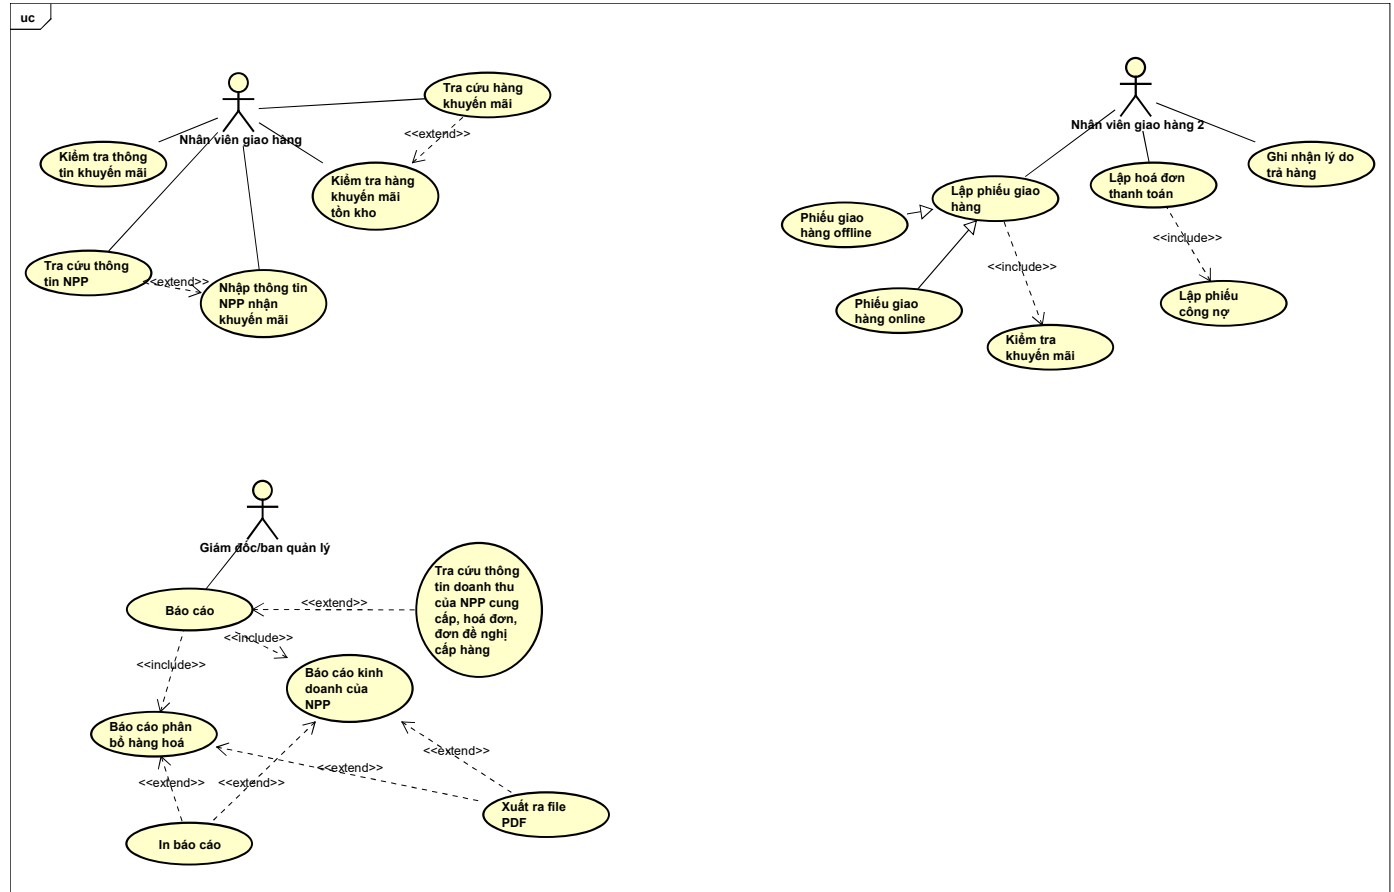 uc
Nhân viên giao hàng
Tra cứu hàng
khuyến mãi
<<extend>>
Kiểm tra thông
tin khuyến mãi
Kiểm tra hàng
khuyến mãi
tồn kho
Tra cứu thông
tin NPP
<<extend>>
Nhập thông tin
NPP nhận
khuyến mãi
Nhân viên giao hàng 2
Ghi nhận lý do
trả hàng
Lập hoá đơn
thanh toán
Lập phiếu giao
hàng
Phiếu giao
hàng offline
<<include>>
<<include>>
Phiếu giao
hàng online
Lập phiếu
công nợ
Kiểm tra
khuyến mãi
Giám đốc/ban quản lý
Báo cáo
<<extend>>
Tra cứu thông
tin doanh thu
của NPP cung
cấp, hoá đơn,
đơn đề nghị
cấp hàng
<<include>>
<<include>>
Báo cáo kinh
doanh của
NPP
Báo cáo phân
bổ hàng hoá
<<extend>>
<<extend>>
<<extend>>
<<extend>>
Xuất ra file
PDF
In báo cáo